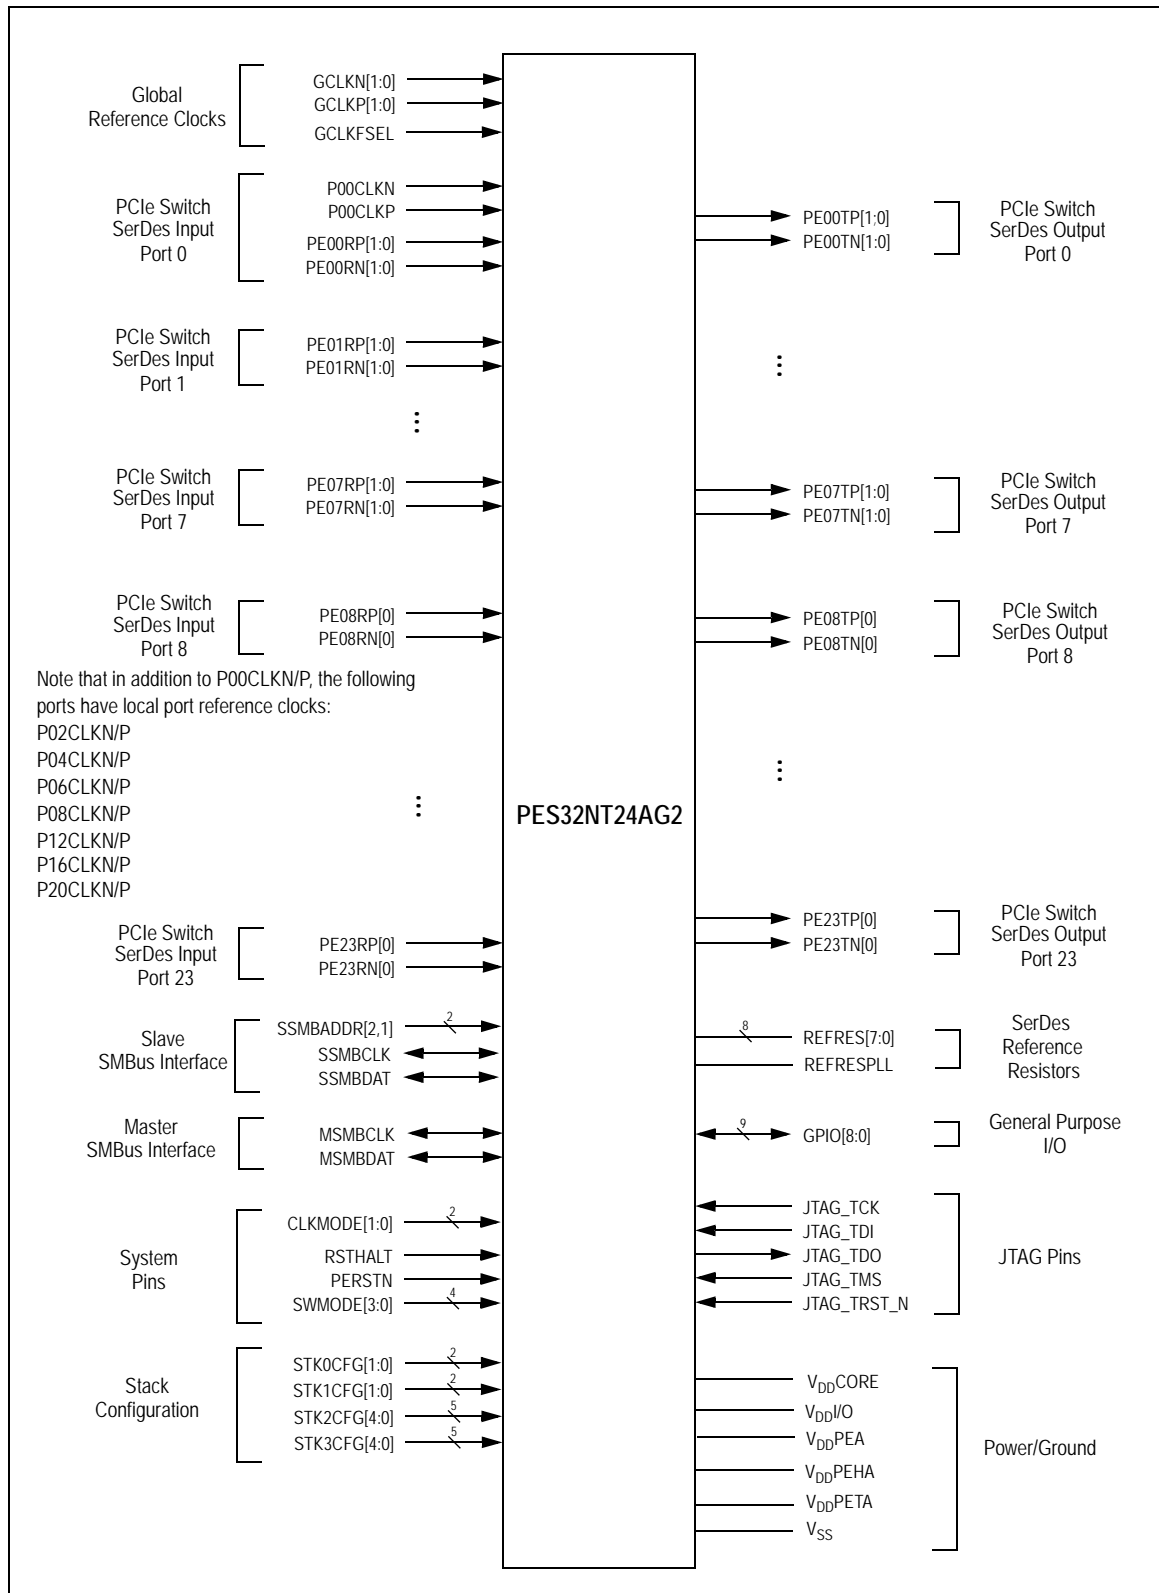 Global
Reference Clocks
GCLKN[1:0]
GCLKP[1:0]
GCLKFSEL
PCIe Switch
SerDes Input
Port 0
P00CLKN
P00CLKP
PE00RP[1:0]
PE00RN[1:0]
PE00TP[1;0]
PE00TN[1:0]
PCIe Switch
SerDes Output
Port 0
PCIe Switch
SerDes Input
Port 1
PE01RP[1:0]
PE01RN[1:0]
...
...
PCIe Switch
SerDes Input
Port 7
PE07RP[1:0]
PE07RN[1:0]
PE07TP[1:0]
PE07TN[1:0]
PCIe Switch
SerDes Output
Port 7
PCIe Switch
SerDes Input
Port 8
PE08RP[0]
PE08RN[0]
PE08TP[0]
PE08TN[0]
PCIe Switch
SerDes Output
Port 8
Note that in addition to P00CLKN/P, the following
ports have local port reference clocks:
P02CLKN/P
P04CLKN/P
P06CLKN/P
P08CLKN/P
P12CLKN/P
P16CLKN/P
P20CLKN/P
...
PES32NT24AG2
...
PCIe Switch
SerDes Input
Port 23
PE23RP[0]
PE23RN[0]
PE23TP[0]
PE23TN[0]
PCIe Switch
SerDes Output
Port 23
Slave
SMBus Interface
SSMBADDR[2,1]
2
SSMBCLK
SSMBDAT
8
REFRES[7:0]
REFRESPLL
SerDes
Reference
Resistors
Master
SMBus Interface
MSMBCLK
MSMBDAT
9
GPIO[8:0]
General Purpose
I/O
System
Pins
CLKMODE[1:0]
2
RSTHALT
PERSTN
SWMODE[3:0]
4
JTAG_TCK
JTAG_TDI
JTAG_TDO
JTAG_TMS
JTAG_TRST_N
JTAG Pins
Stack
Configuration
STK0CFG[1:0]
2
STK1CFG[1:0]
2
STK2CFG[4:0]
5
STK3CFG[4:0]
5
VDDCORE
VDDI/O
VDDPEA
VDDPEHA
VDDPETA
VSS
Power/Ground